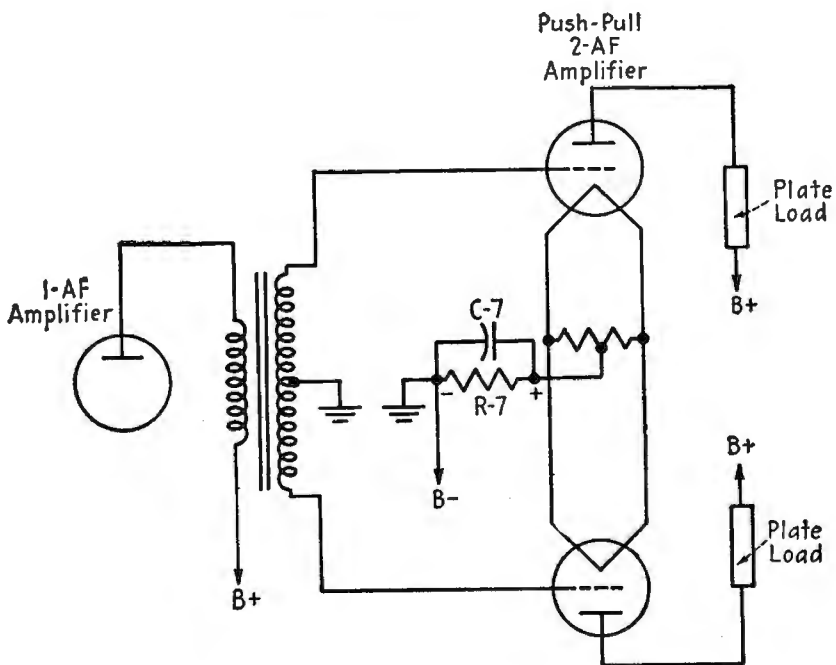 Push-Pull
2-AF
Amplifier
Plate
Load
B+
1-AF
Amplifier
C-7
- R-7 +
B-
B+
B+
Plate
Load